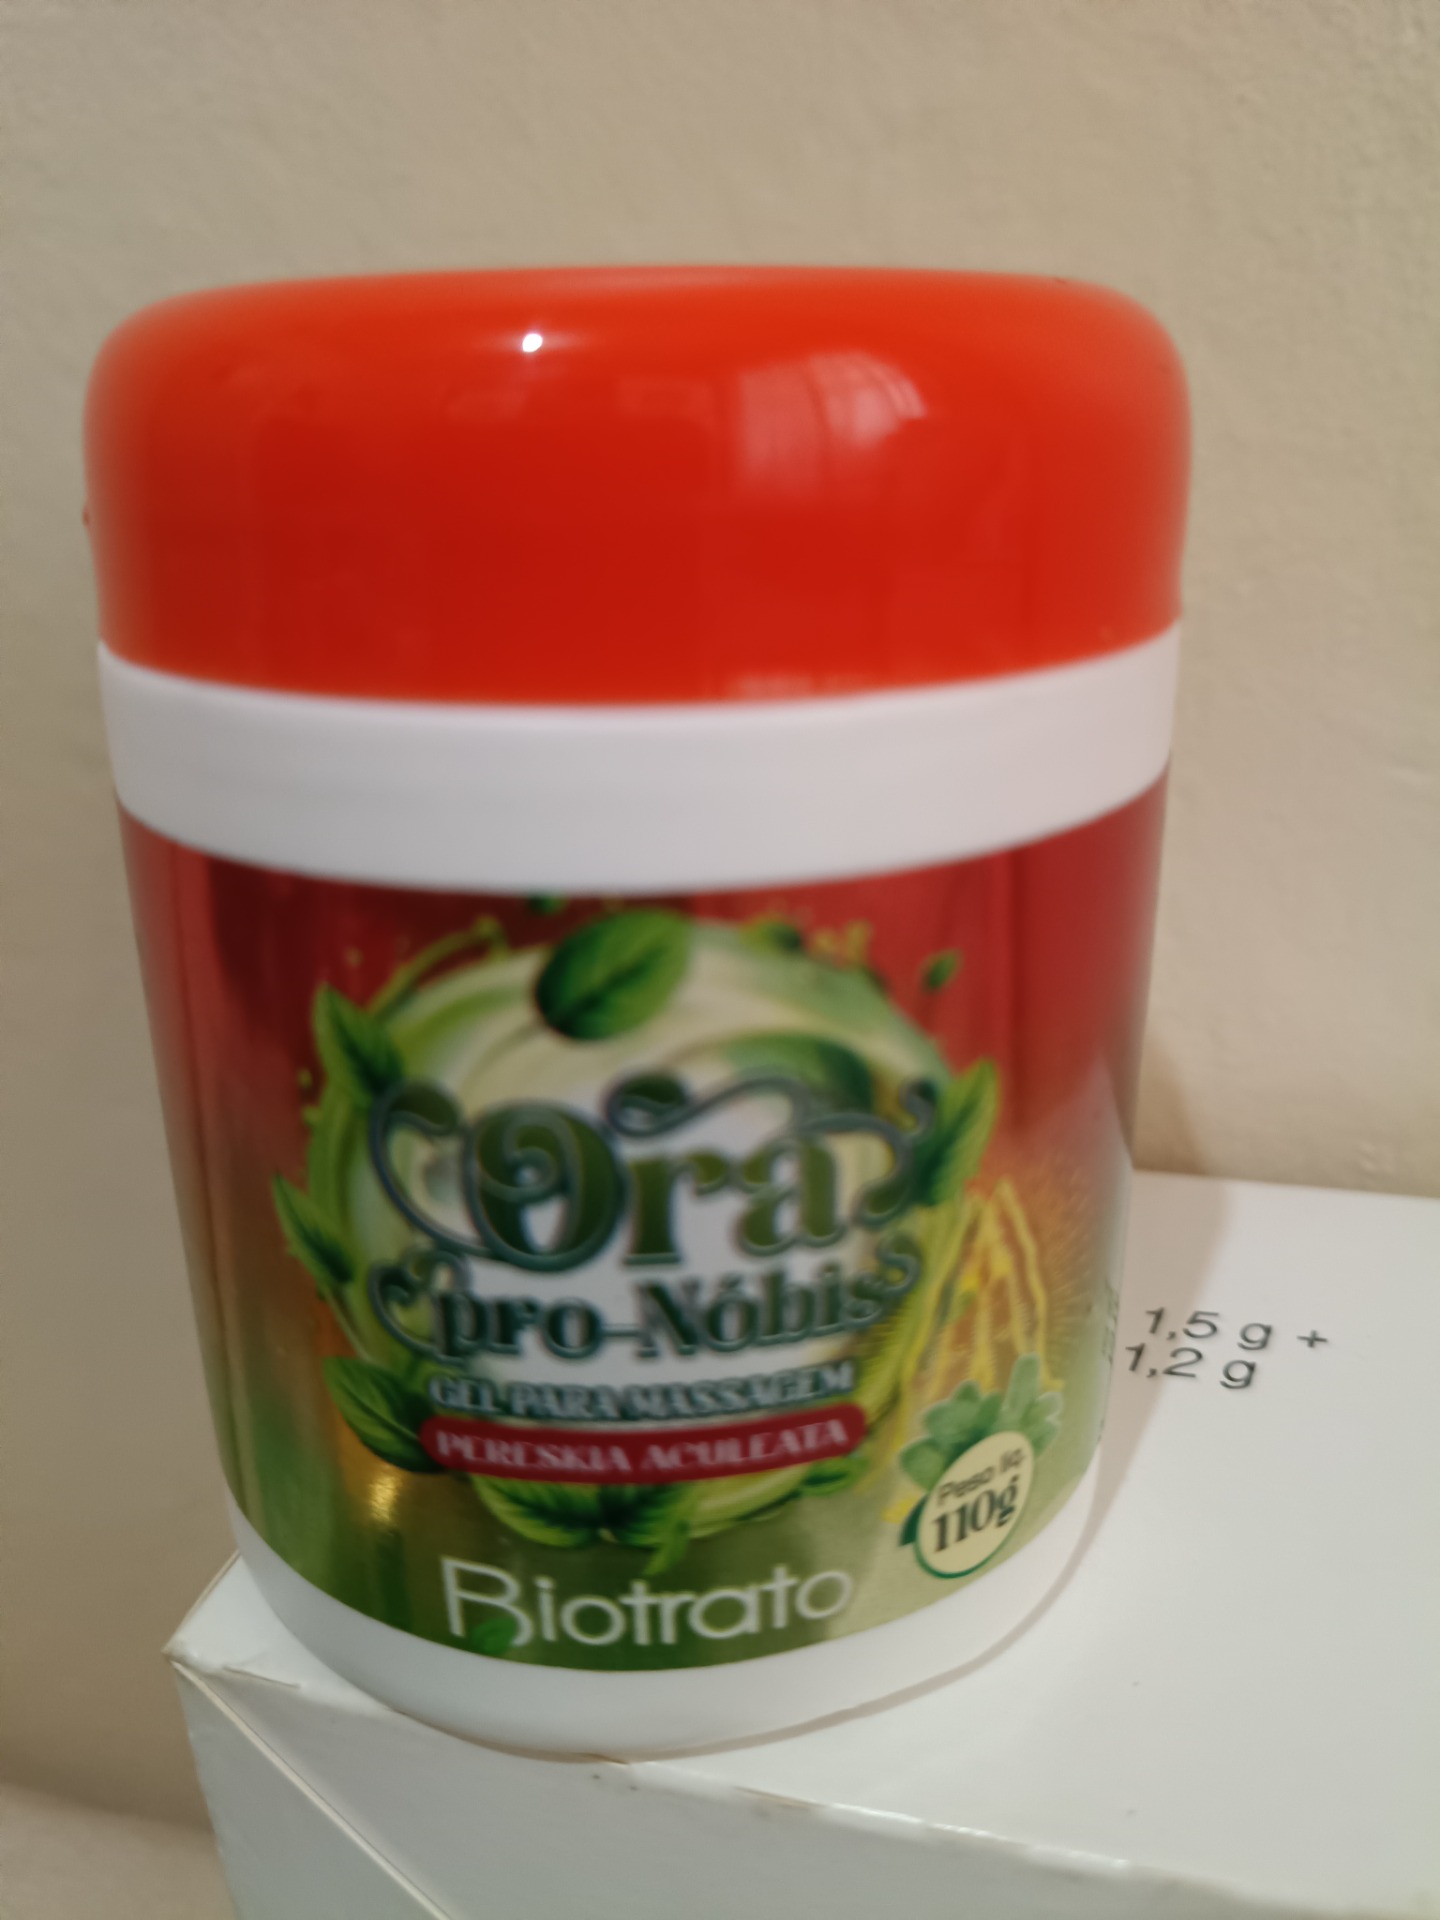 Ora
pro-Nóbis
GEL PARA MASSAGEM
PERESKIA ACULEATA
Peso líq.
110g
Biotrato
1,5 g +
1,2 g